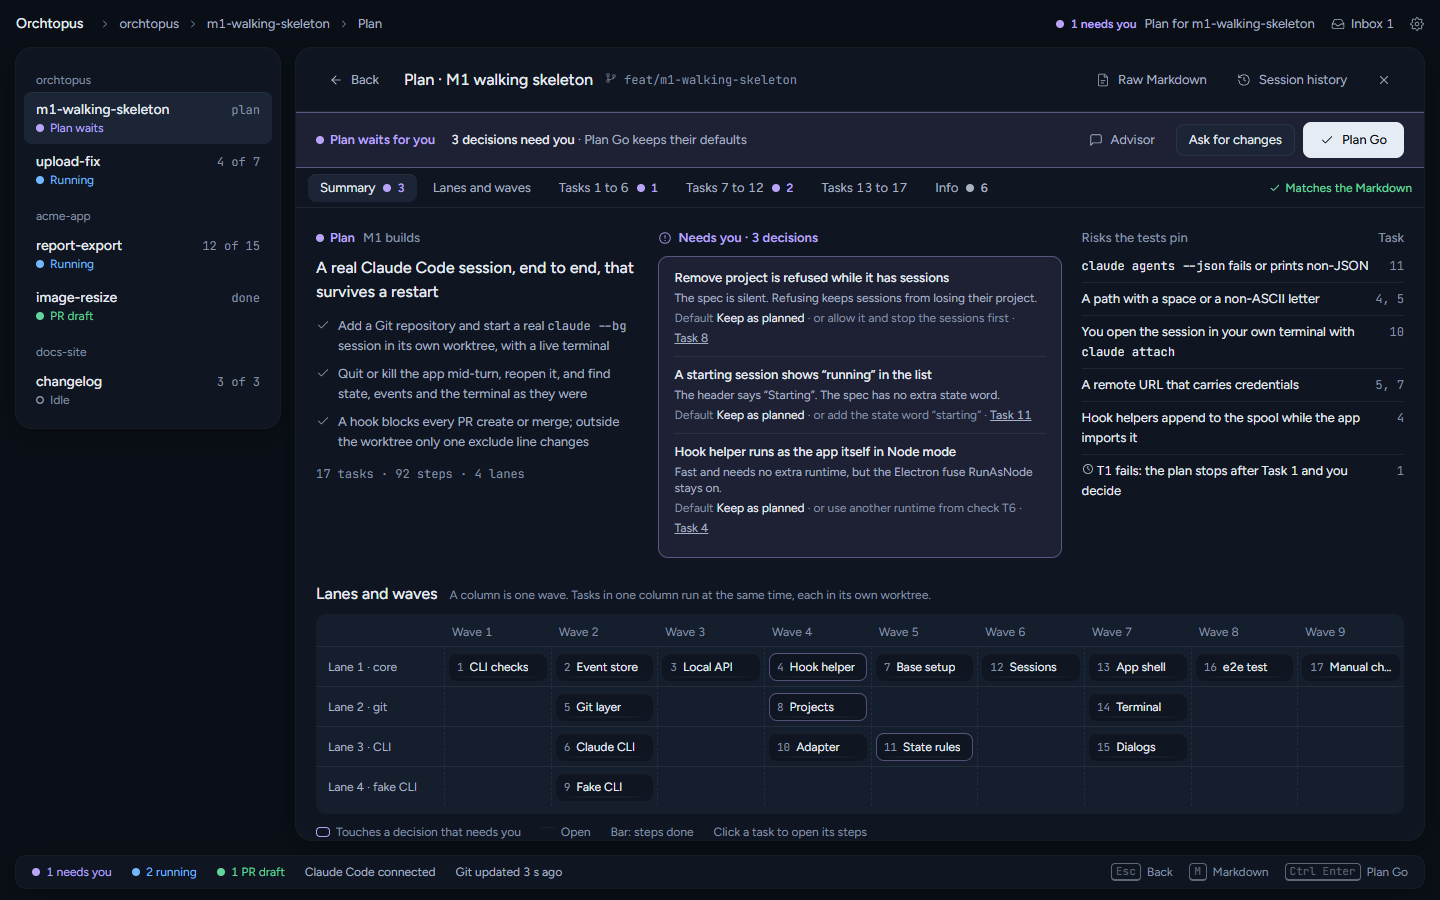 Orchtopus
orchtopus
m1-walking-skeleton
Plan
1 needs you Plan for m1-walking-skeleton
Inbox 1
orchtopus
m1-walking-skeleton plan
Plan waits
upload-fix 4 of 7
Running
acme-app
report-export 12 of 15
Running
image-resize done
PR draft
docs-site
changelog 3 of 3
Idle
Back
Plan · M1 walking skeleton
feat/m1-walking-skeleton
Raw Markdown
Session history
Plan waits for you
3 decisions need you · Plan Go keeps their defaults
Advisor
Ask for changes
Plan Go
Summary 3
Lanes and waves
Tasks 1 to 6 1
Tasks 7 to 12 2
Tasks 13 to 17
Info 6
Matches the Markdown
Plan M1 builds
A real Claude Code session, end to end, that
survives a restart
Add a Git repository and start a real claude --bg
session in its own worktree, with a live terminal
Quit or kill the app mid-turn, reopen it, and find
state, events and the terminal as they were
A hook blocks every PR create or merge; outside
the worktree only one exclude line changes
17 tasks · 92 steps · 4 lanes
Needs you · 3 decisions
Remove project is refused while it has sessions
The spec is silent. Refusing keeps sessions from losing their project.
Default Keep as planned · or allow it and stop the sessions first ·
Task 8
A starting session shows “running” in the list
The header says “Starting”. The spec has no extra state word.
Default Keep as planned · or add the state word “starting” · Task 11
Hook helper runs as the app itself in Node mode
Fast and needs no extra runtime, but the Electron fuse RunAsNode
stays on.
Default Keep as planned · or use another runtime from check T6 ·
Task 4
Risks the tests pin Task
claude agents --json fails or prints non-JSON 11
A path with a space or a non-ASCII letter 4, 5
You open the session in your own terminal with 10
claude attach
A remote URL that carries credentials 5, 7
Hook helpers append to the spool while the app 4
imports it
T1 fails: the plan stops after Task 1 and you 1
decide
Lanes and waves A column is one wave. Tasks in one column run at the same time, each in its own worktree.
Wave 1 Wave 2 Wave 3 Wave 4 Wave 5 Wave 6 Wave 7 Wave 8 Wave 9
Lane 1 · core 1 CLI checks 2 Event store 3 Local API 4 Hook helper 7 Base setup 12 Sessions 13 App shell 16 e2e test 17 Manual ch...
Lane 2 · git 5 Git layer 8 Projects 14 Terminal
Lane 3 · CLI 6 Claude CLI 10 Adapter 11 State rules 15 Dialogs
Lane 4 · fake CLI 9 Fake CLI
Touches a decision that needs you Open Bar: steps done Click a task to open its steps
1 needs you 2 running 1 PR draft Claude Code connected Git updated 3 s ago
Esc Back M Markdown Ctrl Enter Plan Go